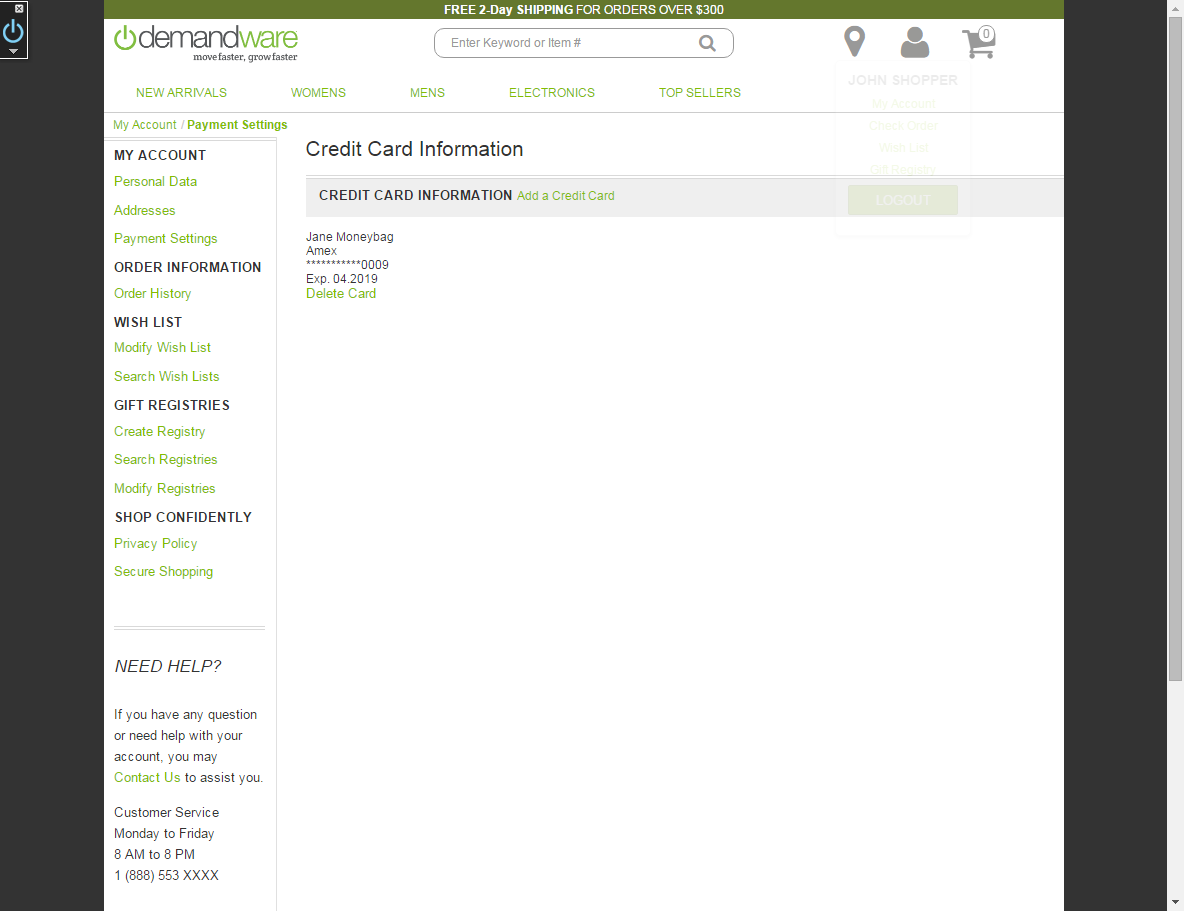 FREE 2-Day SHIPPING FOR ORDERS OVER $300
demandware
move faster, grow faster
Enter Keyword or Item #
0
NEW ARRIVALS WOMENS MENS ELECTRONICS TOP SELLERS
JOHN SHOPPER
My Account
Check Order
Wish List
Gift Registry
LOGOUT
My Account / Payment Settings
MY ACCOUNT
Personal Data
Addresses
Payment Settings
ORDER INFORMATION
Order History
WISH LIST
Modify Wish List
Search Wish Lists
GIFT REGISTRIES
Create Registry
Search Registries
Modify Registries
SHOP CONFIDENTLY
Privacy Policy
Secure Shopping
NEED HELP?
If you have any question
or need help with your
account, you may
Contact Us to assist you.
Customer Service
Monday to Friday
8 AM to 8 PM
1 (888) 553 XXXX
Credit Card Information
CREDIT CARD INFORMATION Add a Credit Card
Jane Moneybag
Amex
***********0009
Exp. 04.2019
Delete Card